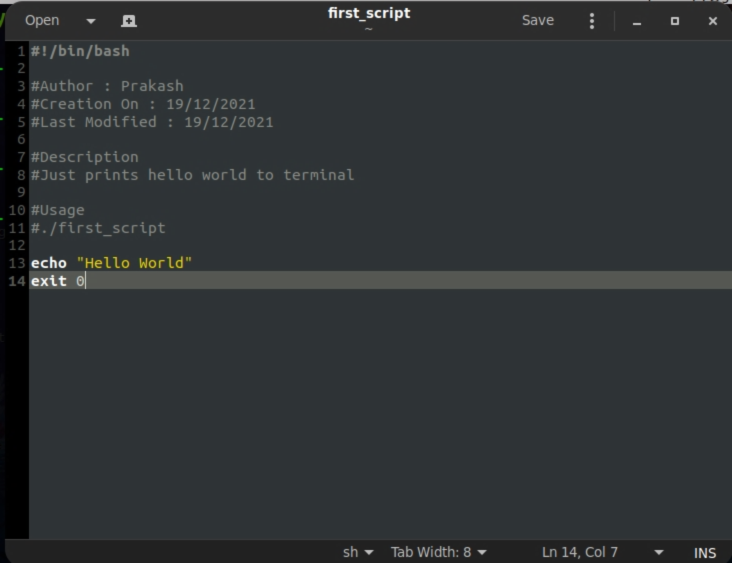 Open
first_script
~
Save
1 #!/bin/bash
2
3 #Author : Prakash
4 #Creation On : 19/12/2021
5 #Last Modified : 19/12/2021
6
7 #Description
8 #Just prints hello world to terminal
9
10 #Usage
11 #./first_script
12
13 echo "Hello World"
14 exit 0
sh Tab Width: 8 Ln 14, Col 7 INS